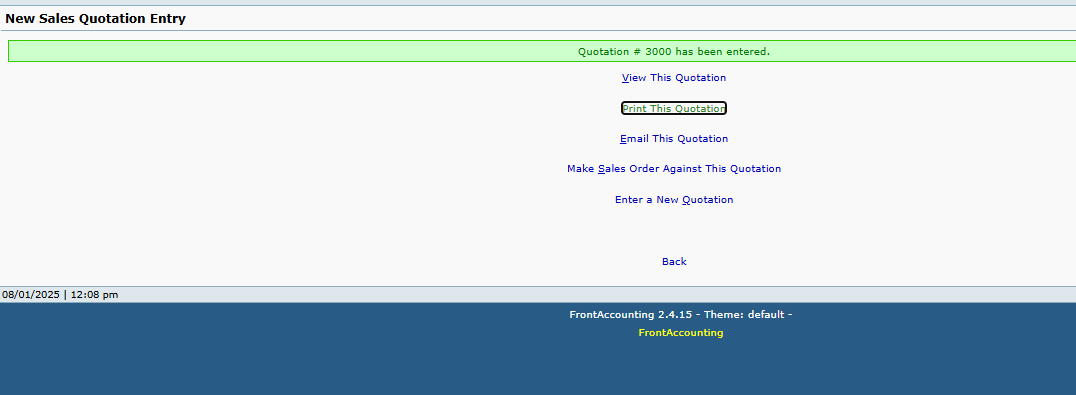 New Sales Quotation Entry
Quotation # 3000 has been entered.
View This Quotation
Print This Quotation
Email This Quotation
Make Sales Order Against This Quotation
Enter a New Quotation
Back
08/01/2025 | 12:08 pm
FrontAccounting 2.4.15 - Theme: default -
FrontAccounting